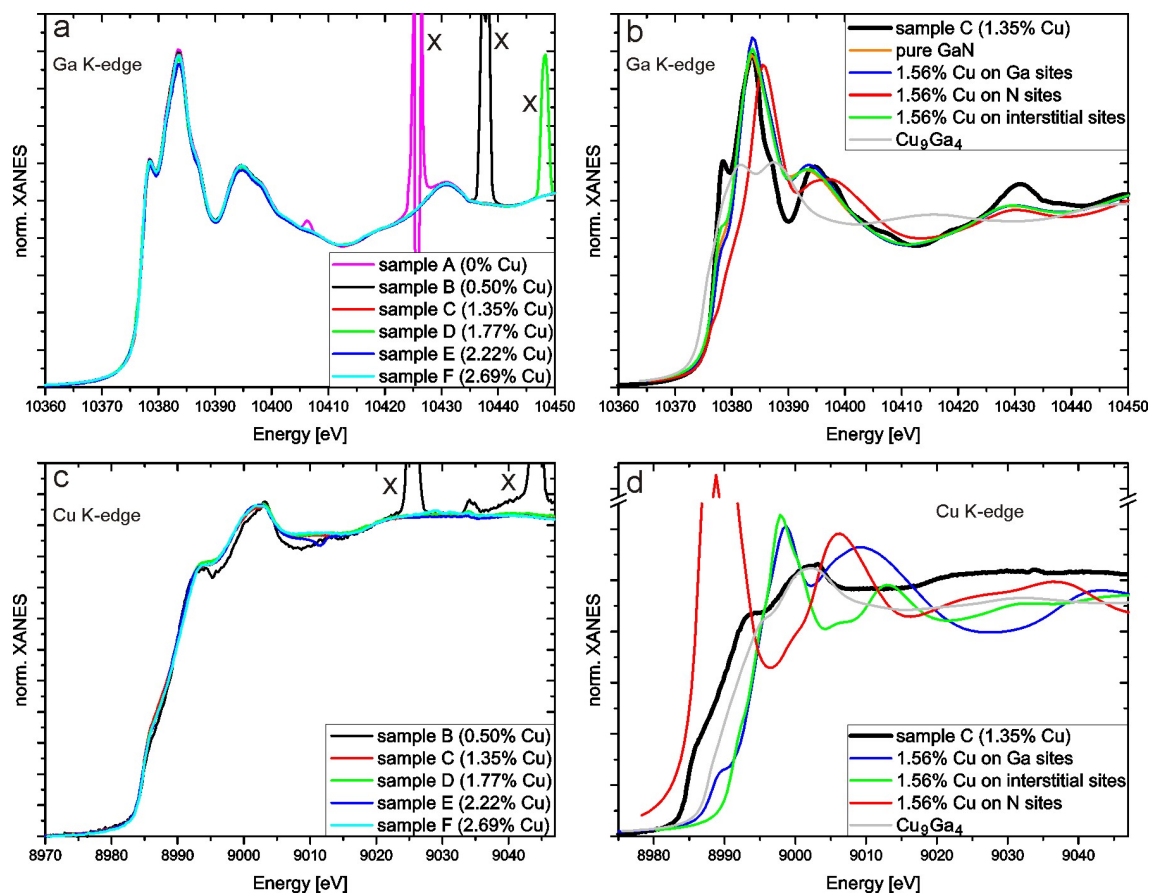 a
Ga K-edge
X
X
X
norm. XANES
sample A (0% Cu)
sample B (0.50% Cu)
sample C (1.35% Cu)
sample D (1.77% Cu)
sample E (2.22% Cu)
sample F (2.69% Cu)
10360 10370 10380 10390 10400 10410 10420 10430 10440 10450
Energy [eV]
b
Ga K-edge
norm. XANES
sample C (1.35% Cu)
pure GaN
1.56% Cu on Ga sites
1.56% Cu on N sites
1.56% Cu on interstitial sites
Cu₉Ga₄
10360 10370 10380 10390 10400 10410 10420 10430 10440 10450
Energy [eV]
c
Cu K-edge
X
X
norm. XANES
sample B (0.50% Cu)
sample C (1.35% Cu)
sample D (1.77% Cu)
sample E (2.22% Cu)
sample F (2.69% Cu)
8970 8980 8990 9000 9010 9020 9030 9040
Energy [eV]
d
Cu K-edge
norm. XANES
sample C (1.35% Cu)
1.56% Cu on Ga sites
1.56% Cu on interstitial sites
1.56% Cu on N sites
Cu₉Ga₄
8980 8990 9000 9010 9020 9030 9040
Energy [eV]